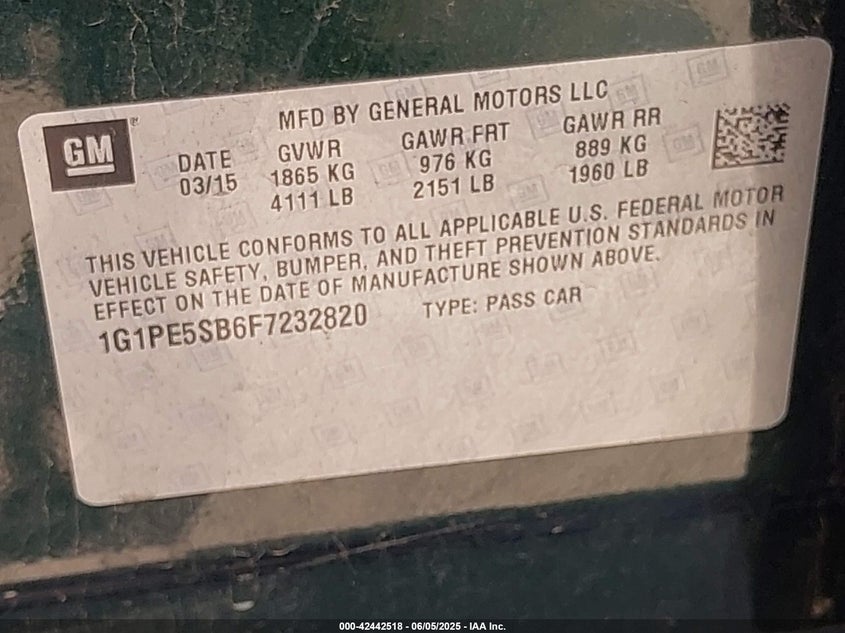 MFD BY GENERAL MOTORS LLC
GM
DATE GVWR GAWR FRT GAWR RR
03/15 1865 KG 976 KG 889 KG
4111 LB 2151 LB 1960 LB
THIS VEHICLE CONFORMS TO ALL APPLICABLE U.S. FEDERAL MOTOR
VEHICLE SAFETY, BUMPER, AND THEFT PREVENTION STANDARDS IN
EFFECT ON THE DATE OF MANUFACTURE SHOWN ABOVE.
1G1PE5SB6F7232820 TYPE: PASS CAR
000-42442518 - 06/05/2025 - IAA Inc.